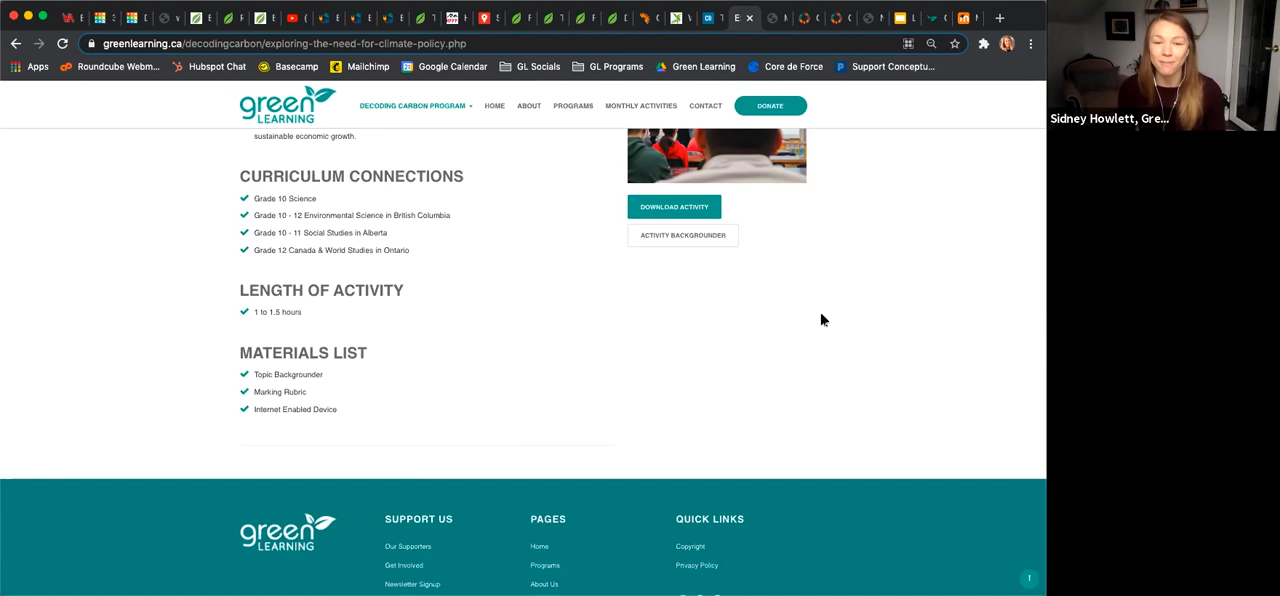 greenlearning.ca/decodingcarbon/exploring-the-need-for-climate-policy.php
Apps Roundcube Webm... Hubspot Chat Basecamp Mailchimp Google Calendar GL Socials GL Programs Green Learning Core de Force Support Conceptu...
green LEARNING
DECODING CARBON PROGRAM HOME ABOUT PROGRAMS MONTHLY ACTIVITIES CONTACT DONATE
sustainable economic growth.
CURRICULUM CONNECTIONS
Grade 10 Science
Grade 10 - 12 Environmental Science in British Columbia
Grade 10 - 11 Social Studies in Alberta
Grade 12 Canada & World Studies in Ontario
LENGTH OF ACTIVITY
1 to 1.5 hours
MATERIALS LIST
Topic Backgrounder
Marking Rubric
Internet Enabled Device
DOWNLOAD ACTIVITY
ACTIVITY BACKGROUNDER
Sidney Howlett, Gre...
green LEARNING
SUPPORT US
Our Supporters
Get Involved
Newsletter Signup
PAGES
Home
Programs
About Us
QUICK LINKS
Copyright
Privacy Policy